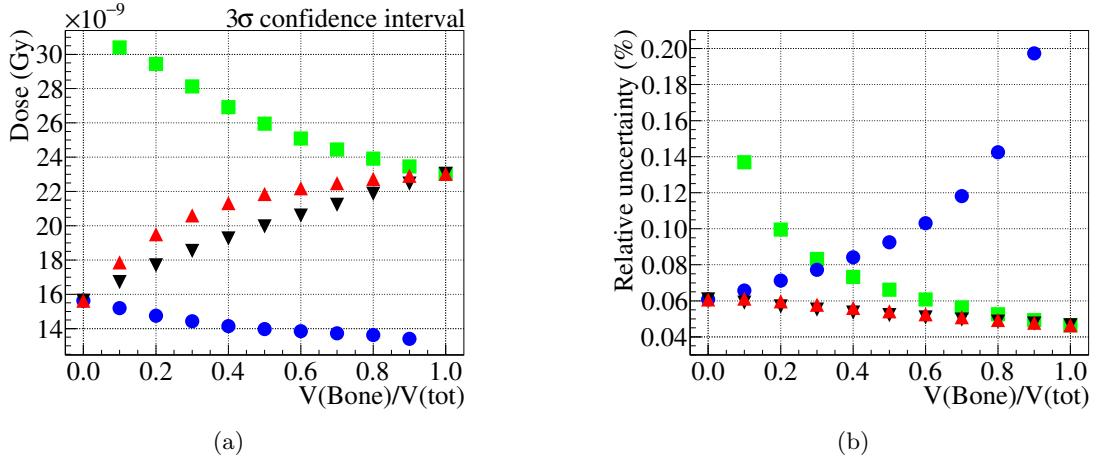 ×10⁻⁹ 3σ confidence interval
Dose (Gy)
30
28
26
24
22
20
18
16
14
0.0 0.2 0.4 0.6 0.8 1.0
V(Bone)/V(tot)
(a)
Relative uncertainty (%)
0.20
0.18
0.16
0.14
0.12
0.10
0.08
0.06
0.04
0.0 0.2 0.4 0.6 0.8 1.0
V(Bone)/V(tot)
(b)